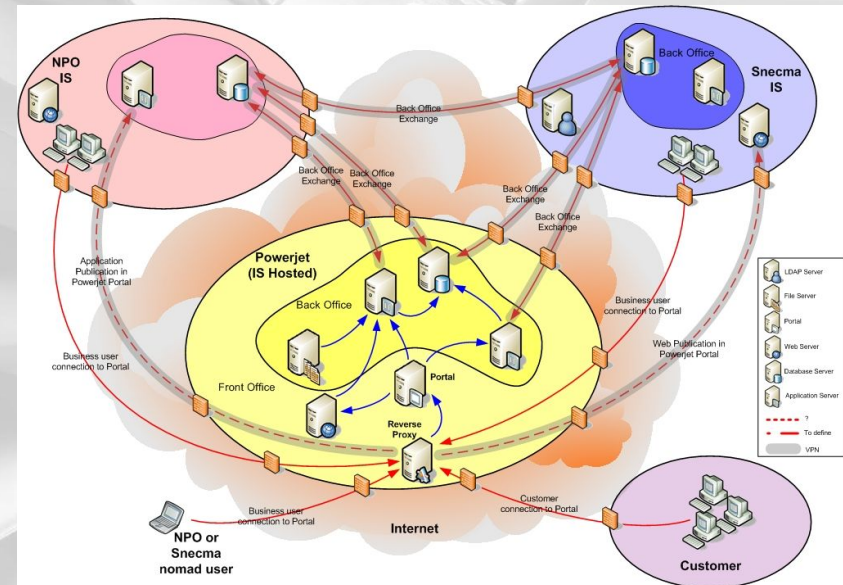 NPO
IS
Back Office
Snecma
IS
Back Office
Exchange
Back Office
Exchange
Back Office
Exchange
Back Office
Exchange
Back Office
Exchange
Powerjet
(IS Hosted)
Back Office
Application
Publication in
Powerjet Portal
Business user
connection to Portal
Business user
connection to Portal
Web Publication in
Powerjet Portal
Front Office
Portal
Reverse
Proxy
LDAP Server
File Server
Portal
Web Server
Database Server
Application Server
?
To define
VPN
Business user
connection to Portal
Customer
connection to Portal
Internet
NPO or
Snecma
nomad user
Customer